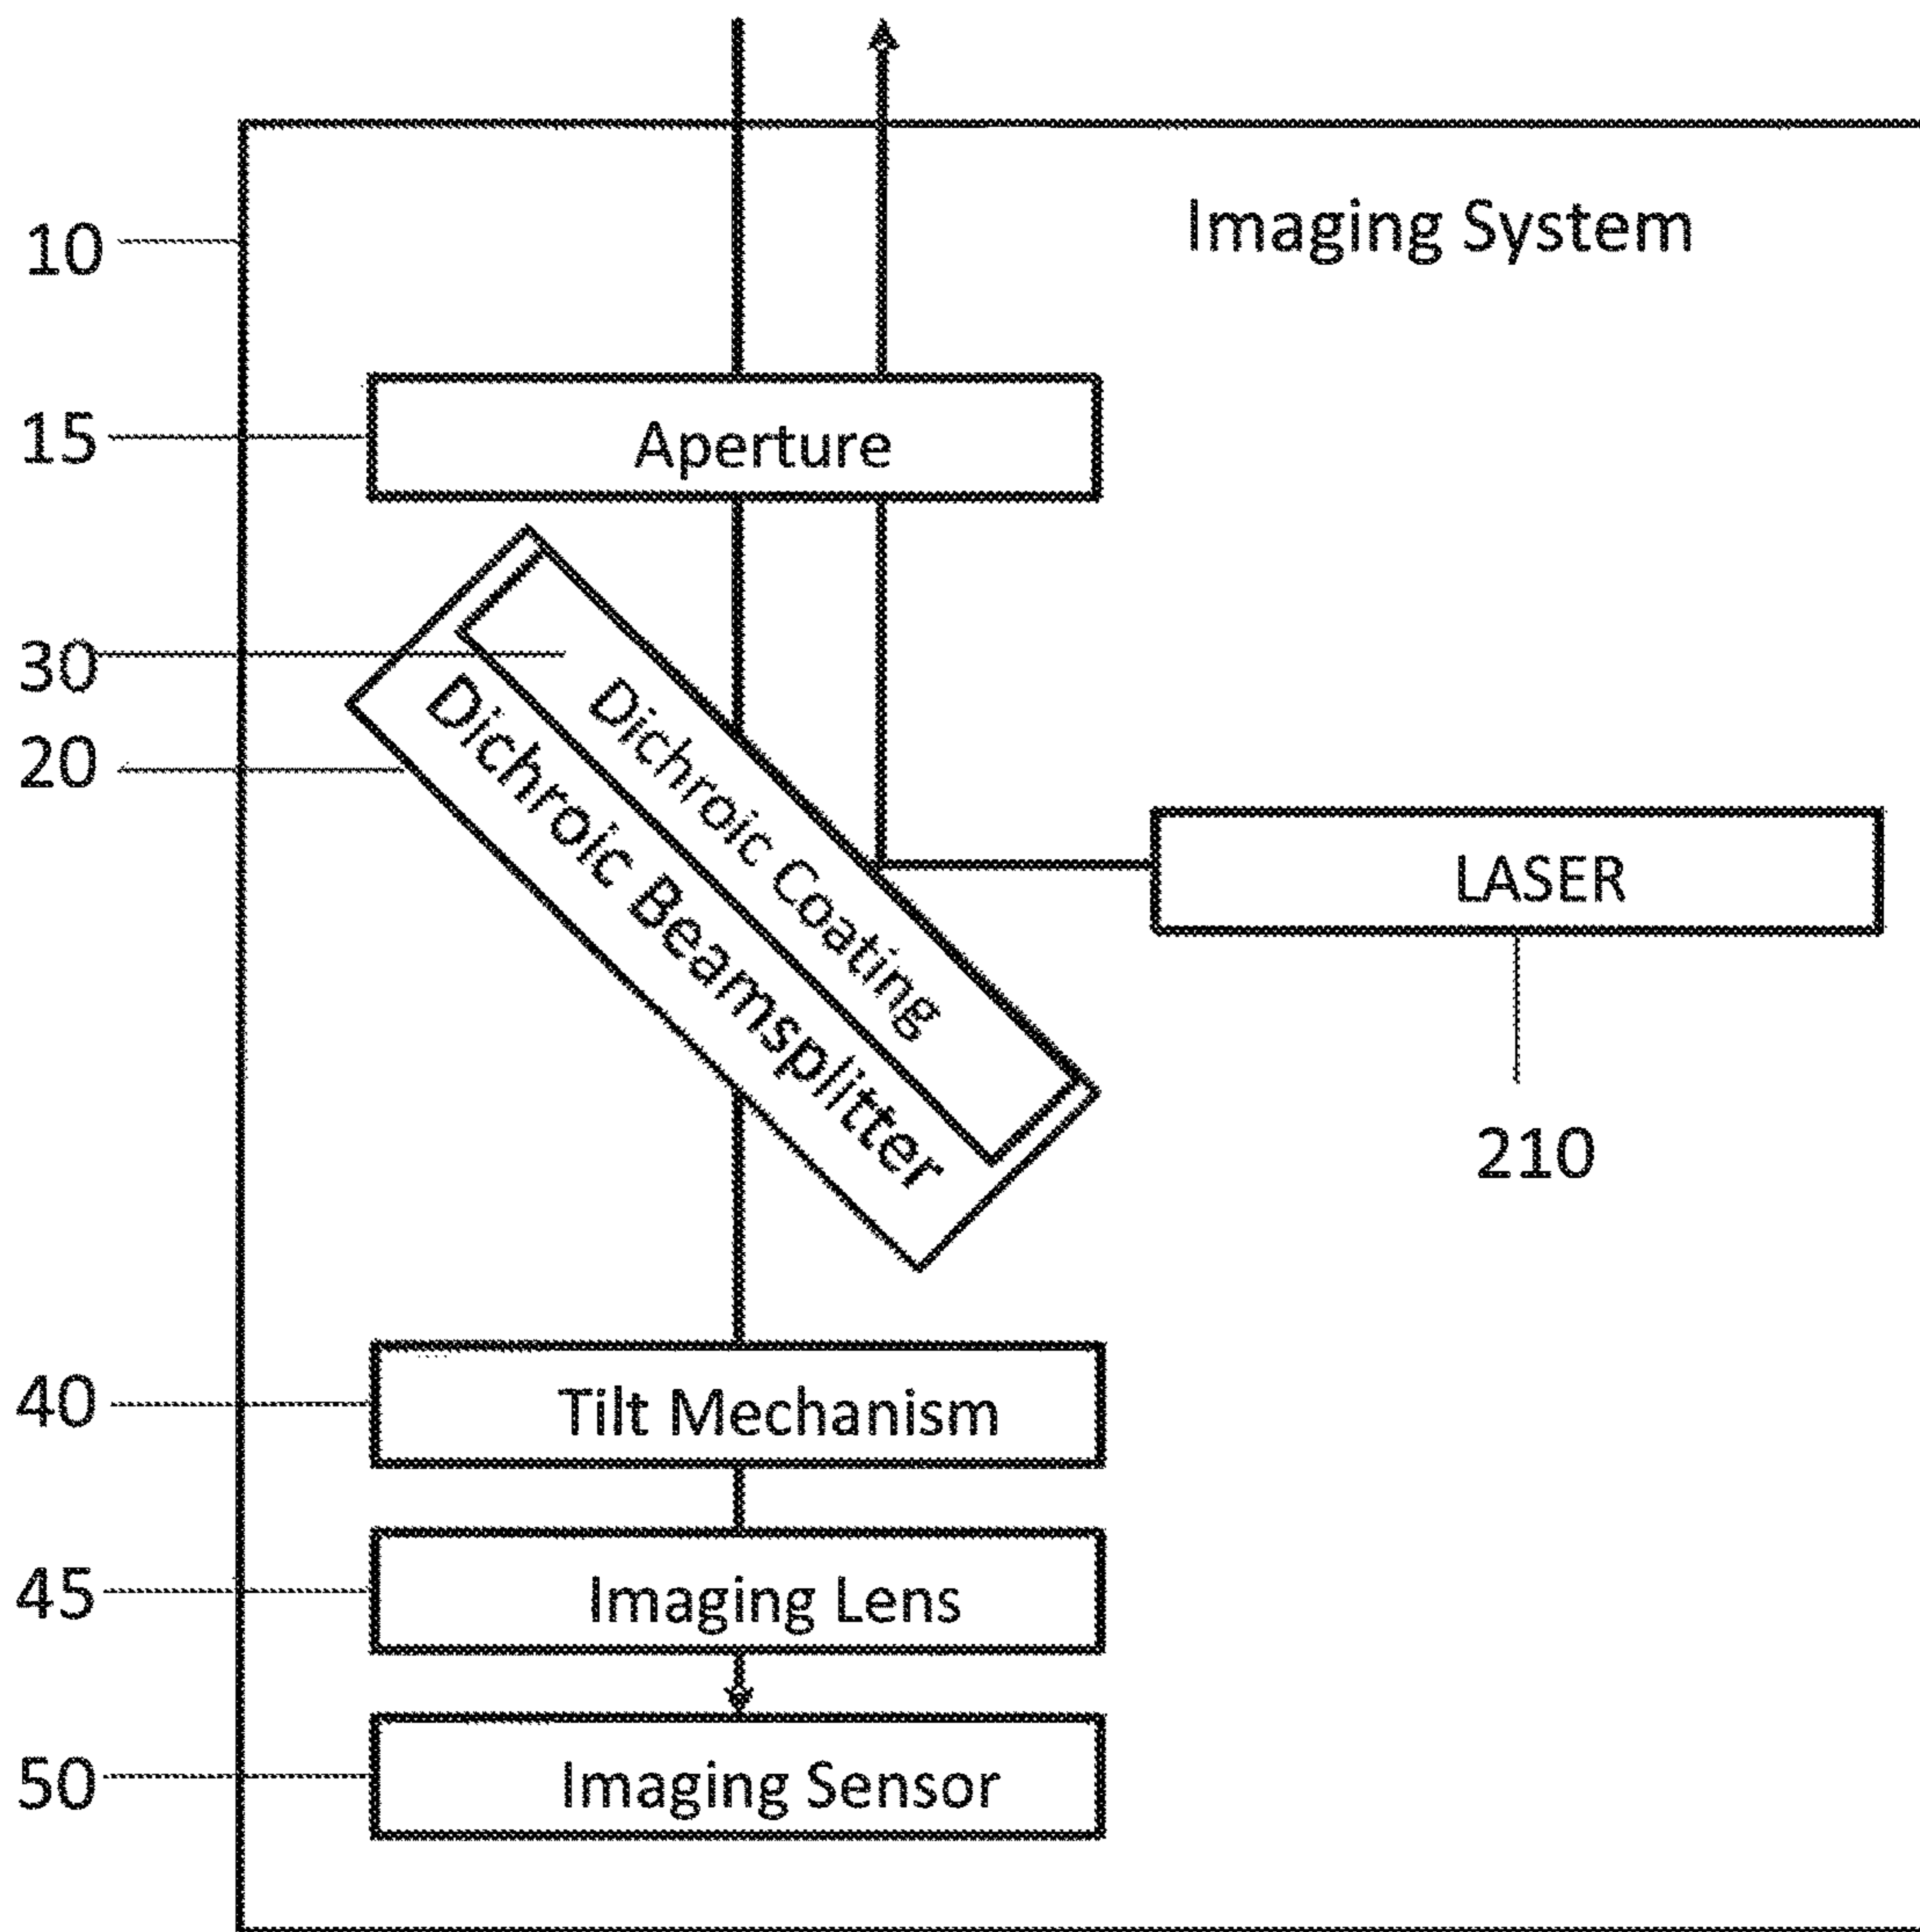 10
Imaging System
15
Aperture
30
Dichroic Coating
20
Dichroic Beamsplitter
LASER
210
40
Tilt Mechanism
45
Imaging Lens
50
Imaging Sensor